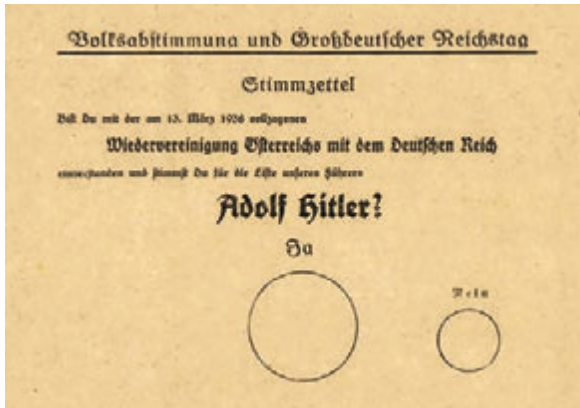 Volksabstimmung und Großdeutscher Reichstag
Stimmzettel
Bist Du mit der am 13. März 1938 vollzogenen
Wiedervereinigung Österreichs mit dem Deutschen Reich
einverstanden und stimmst Du für die Liste unseres Führers
Adolf Hitler?
Ja
Nein